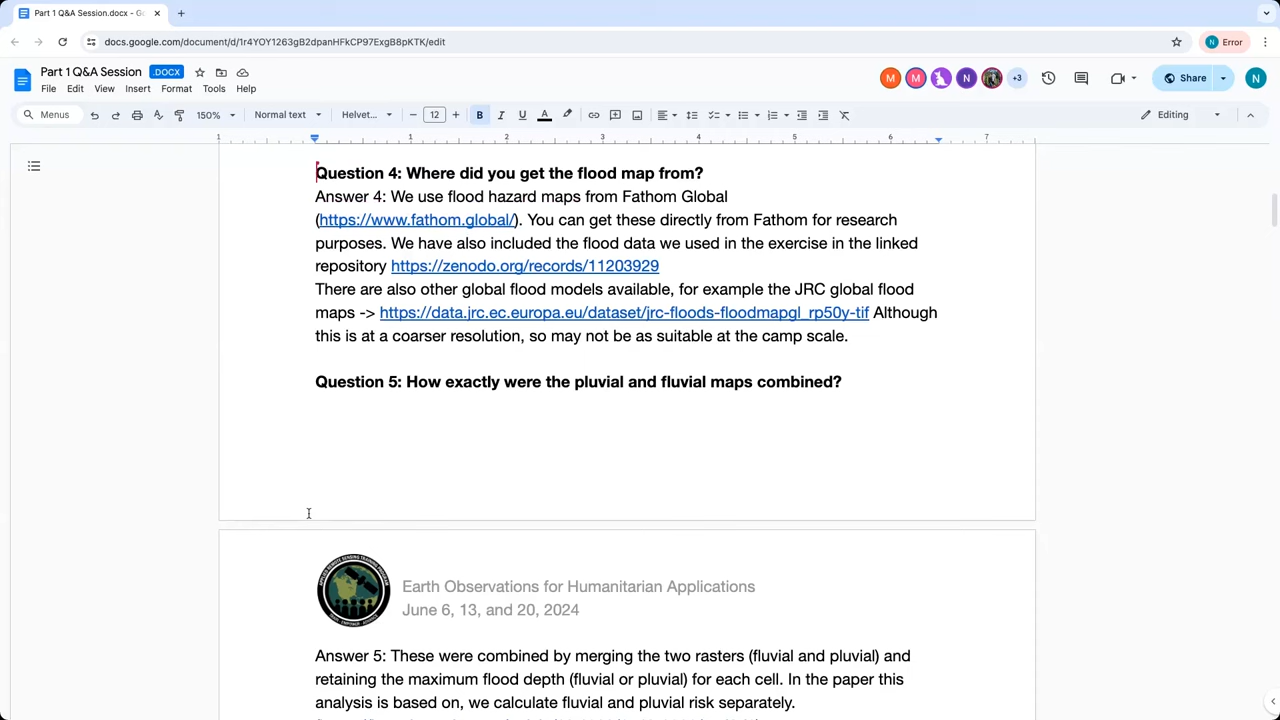 Part 1 Q&A Session.docx - Go
docs.google.com/document/d/1r4YOY1263gB2dpanHFkCP97ExgB8pKTK/edit
N Error
Part 1 Q&A Session .DOCX
M M N +3 Share N
File Edit View Insert Format Tools Help
Menus 150% Normal text Helvet... 12 B I U A Editing
1 1 2 3 4 5 6 7
Question 4: Where did you get the flood map from?
Answer 4: We use flood hazard maps from Fathom Global
(https://www.fathom.global/). You can get these directly from Fathom for research
purposes. We have also included the flood data we used in the exercise in the linked
repository https://zenodo.org/records/11203929
There are also other global flood models available, for example the JRC global flood
maps -> https://data.jrc.ec.europa.eu/dataset/jrc-floods-floodmapgl_rp50y-tif Although
this is at a coarser resolution, so may not be as suitable at the camp scale.
Question 5: How exactly were the pluvial and fluvial maps combined?
Earth Observations for Humanitarian Applications
June 6, 13, and 20, 2024
Answer 5: These were combined by merging the two rasters (fluvial and pluvial) and
retaining the maximum flood depth (fluvial or pluvial) for each cell. In the paper this
analysis is based on, we calculate fluvial and pluvial risk separately.